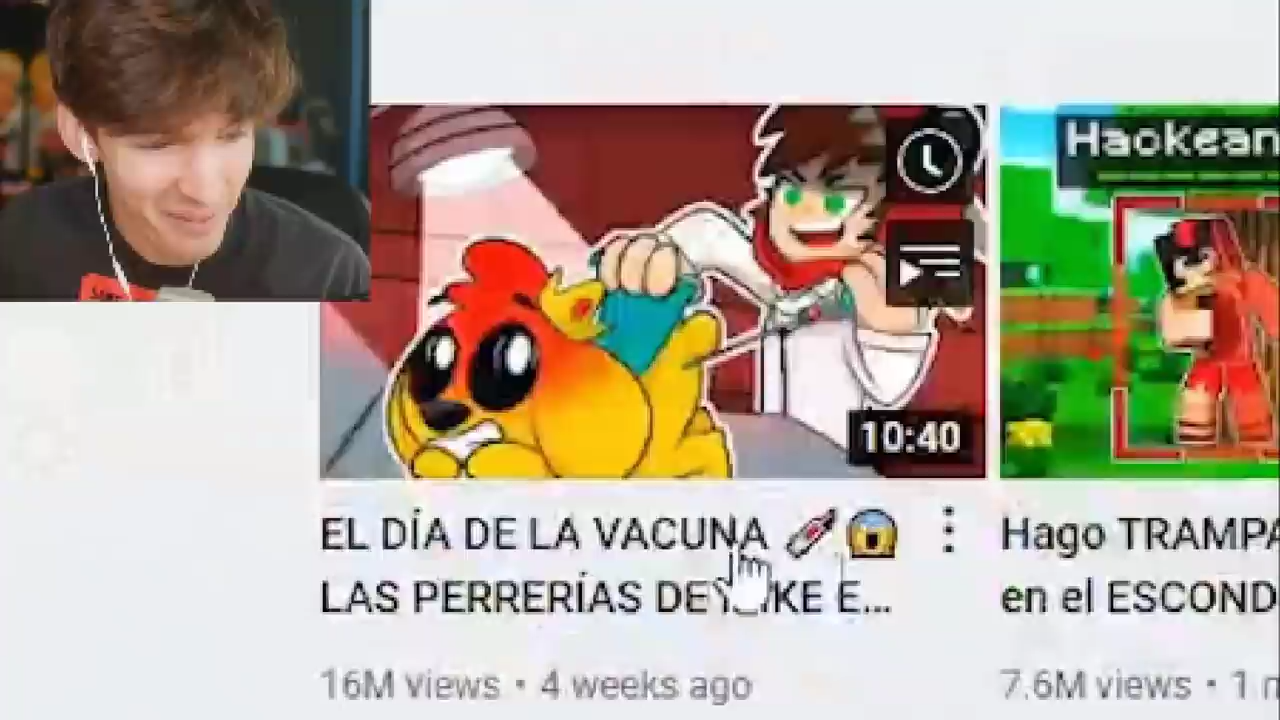 Hackean
10:40
EL DÍA DE LA VACUNA 💉😱
LAS PERRERÍAS DE E...
16M views • 4 weeks ago
Hago TRAMPA
en el ESCOND
7.6M views • 1